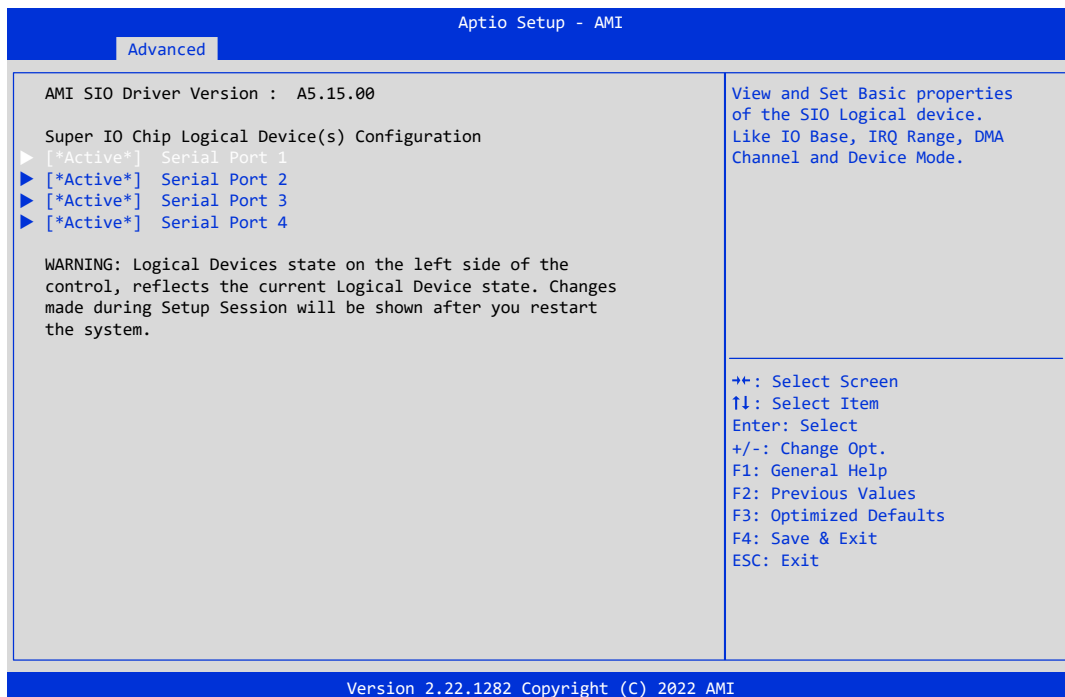 Aptio Setup - AMI
Advanced
AMI SIO Driver Version :  A5.15.00
Super IO Chip Logical Device(s) Configuration
▶ [*Active*]  Serial Port 1
▶ [*Active*]  Serial Port 2
▶ [*Active*]  Serial Port 3
▶ [*Active*]  Serial Port 4
WARNING: Logical Devices state on the left side of the
control, reflects the current Logical Device state. Changes
made during Setup Session will be shown after you restart
the system.
View and Set Basic properties
of the SIO Logical device.
Like IO Base, IRQ Range, DMA
Channel and Device Mode.
→←: Select Screen
↑↓: Select Item
Enter: Select
+/-: Change Opt.
F1: General Help
F2: Previous Values
F3: Optimized Defaults
F4: Save & Exit
ESC: Exit
Version 2.22.1282 Copyright (C) 2022 AMI